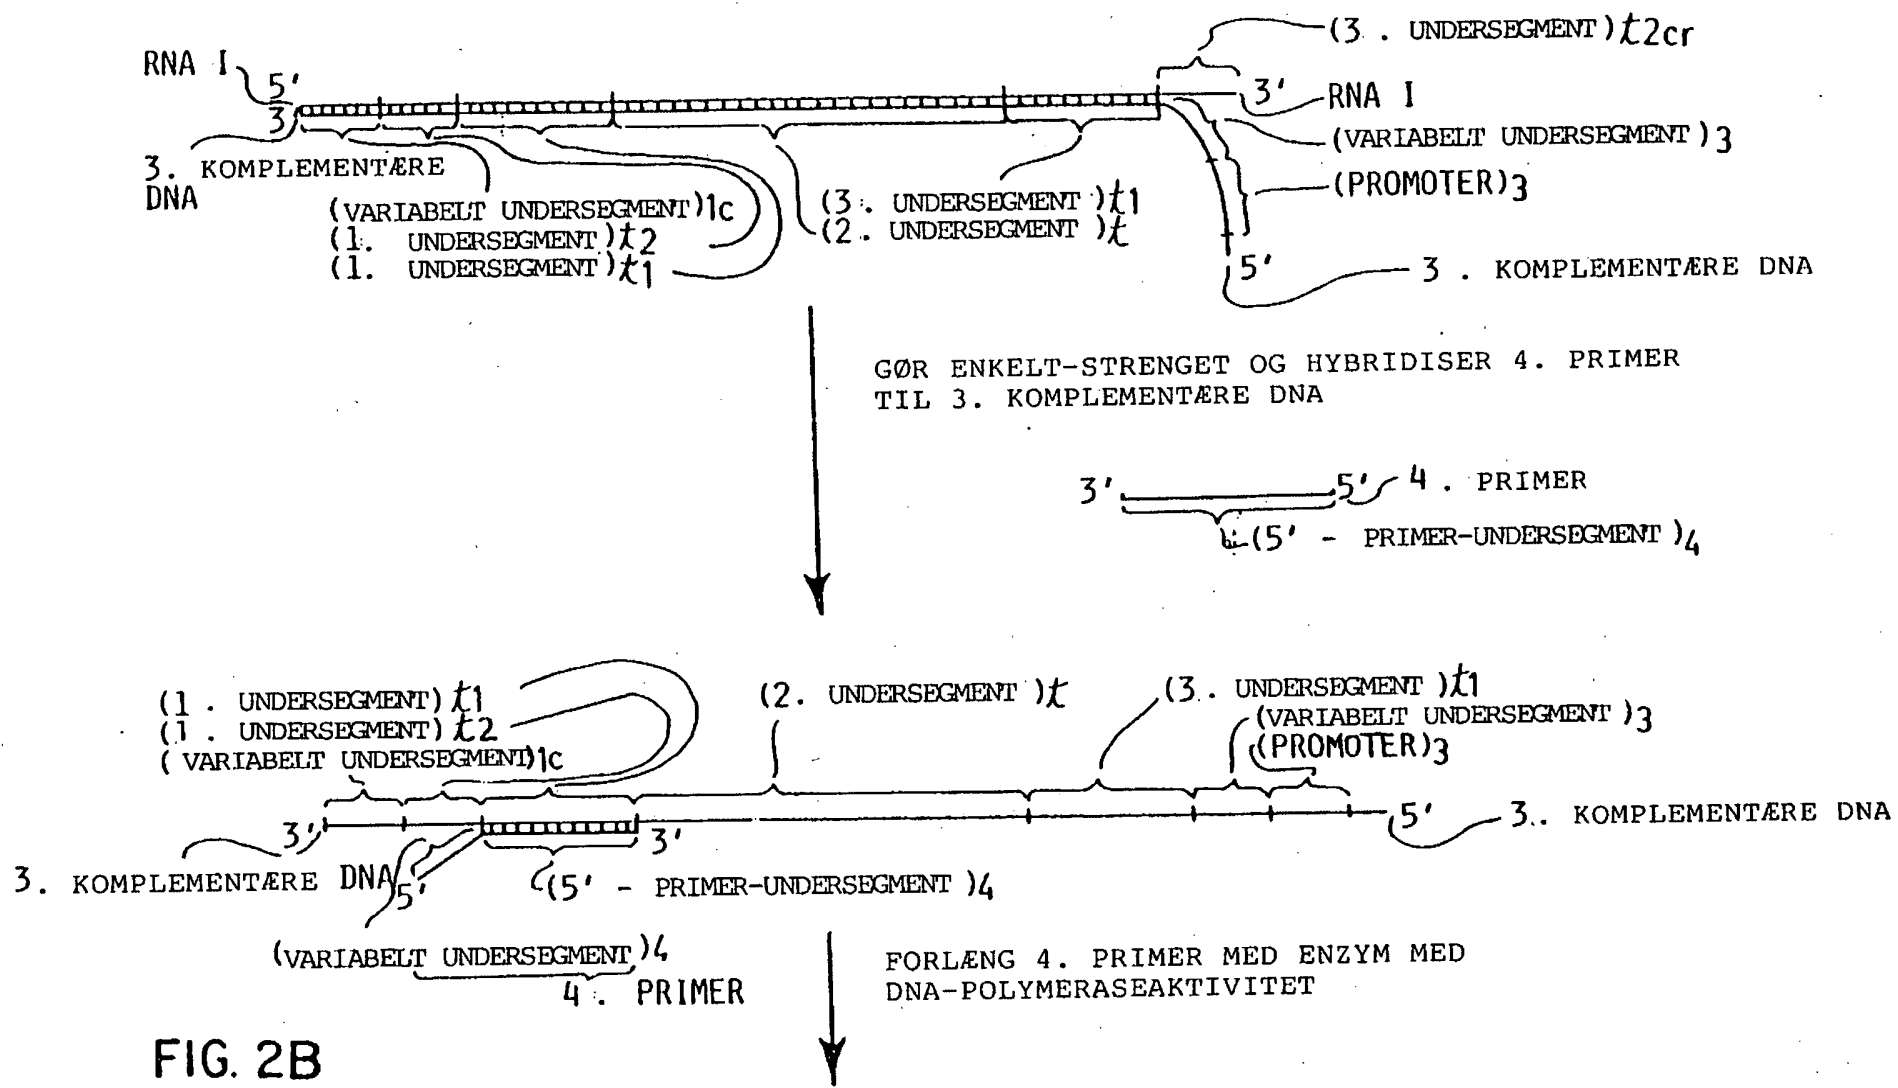 (3 . UNDERSEGMENT)t2cr
RNA I
5'
3'
3'
RNA I
(VARIABELT UNDERSEGMENT)3
(PROMOTER)3
3. KOMPLEMENTÆRE
DNA
(VARIABELT UNDERSEGMENT)1c
(1. UNDERSEGMENT)t2
(1. UNDERSEGMENT)t1
(3. UNDERSEGMENT)t1
(2. UNDERSEGMENT)t
5'
3 . KOMPLEMENTÆRE DNA
GØR ENKELT-STRENGET OG HYBRIDISER 4. PRIMER
TIL 3. KOMPLEMENTÆRE DNA
3'
5'
4 . PRIMER
(5' - PRIMER-UNDERSEGMENT)4
(1 . UNDERSEGMENT)t1
(1 . UNDERSEGMENT)t2
(VARIABELT UNDERSEGMENT)1c
(2. UNDERSEGMENT)t
(3. UNDERSEGMENT)t1
(VARIABELT UNDERSEGMENT)3
(PROMOTER)3
3'
3'
5'
3. KOMPLEMENTÆRE DNA
3. KOMPLEMENTÆRE DNA
5'
(5' - PRIMER-UNDERSEGMENT)4
(VARIABELT UNDERSEGMENT)4
4. PRIMER
FORLÆNG 4. PRIMER MED ENZYM MED
DNA-POLYMERASEAKTIVITET
FIG. 2B